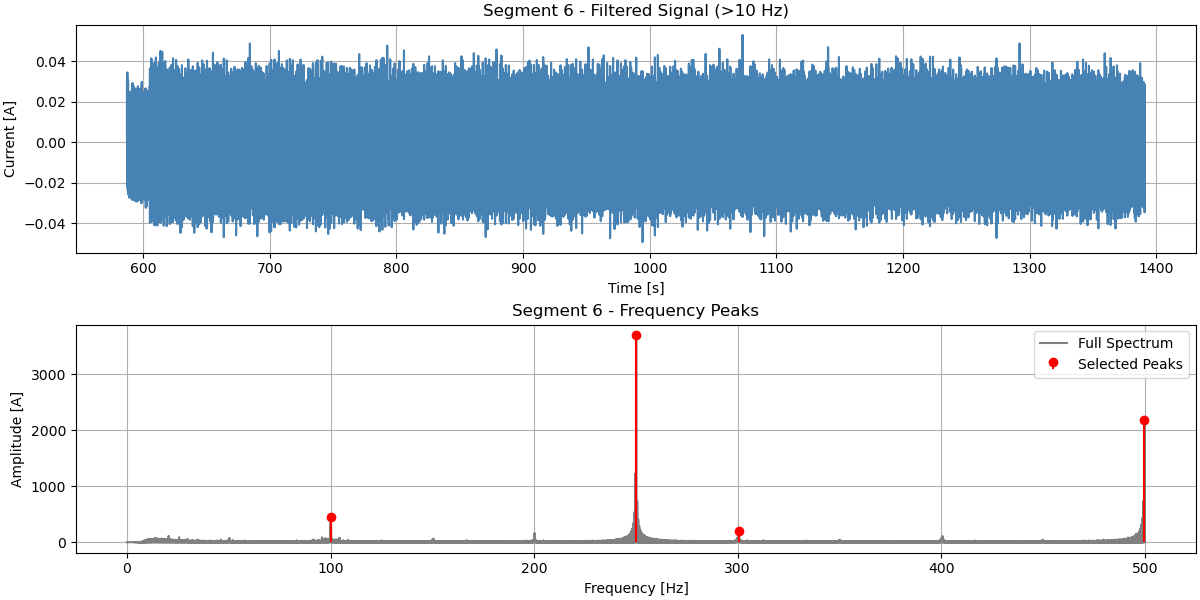 Segment 6 - Filtered Signal (>10 Hz)
Current [A]
0.04
0.02
0.00
−0.02
−0.04
600 700 800 900 1000 1100 1200 1300 1400
Time [s]
Segment 6 - Frequency Peaks
Amplitude [A]
3000
2000
1000
0
Full Spectrum
Selected Peaks
0 100 200 300 400 500
Frequency [Hz]